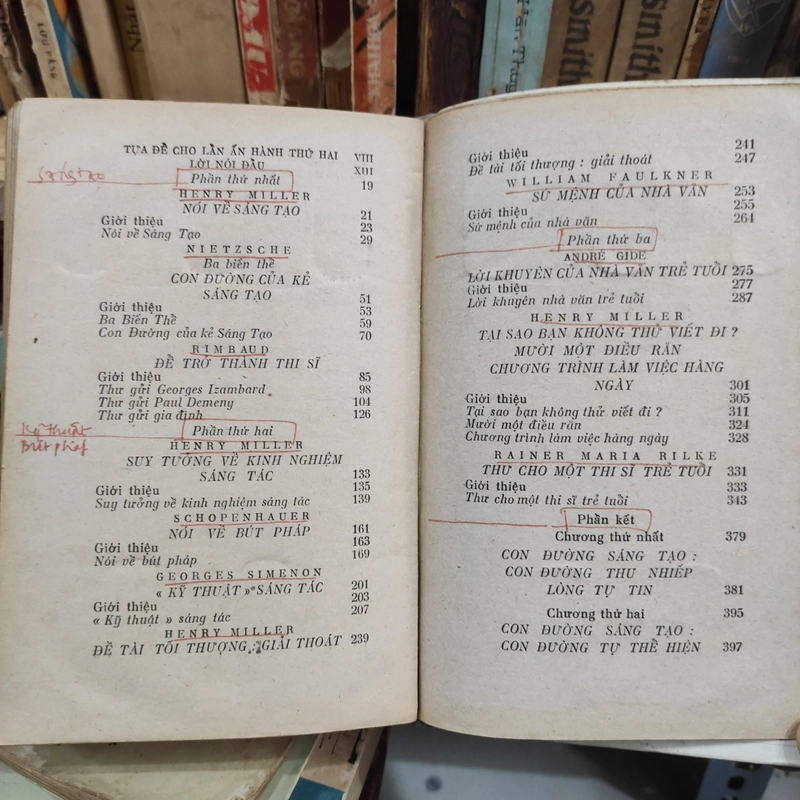 TỰA ĐỀ CHO LẦN ẤN HÀNH THỨ HAI VIII
LỜI NÓI ĐẦU XIII
Sáng tạo
Phần thứ nhất 19
HENRY MILLER
NÓI VỀ SÁNG TẠO 21
Giới thiệu 23
Nói về Sáng Tạo 29
NIETZSCHE
Ba biến thể
CON ĐƯỜNG CỦA KẺ
SÁNG TẠO 51
Giới thiệu 53
Ba Biến Thề 59
Con Đường của kẻ Sáng Tạo 70
RIMBAUD
ĐỀ TRỞ THÀNH THI SĨ
Giới thiệu 85
Thư gửi Georges Izambard 98
Thư gửi Paul Demeny 104
Thư gửi gia đình 126
Kỹ thuật
Bút pháp
Phần thứ hai
HENRY MILLER
SUY TƯỞNG VỀ KINH NGHIỆM
SÁNG TÁC 133
Giới thiệu 135
Suy tưởng về kinh nghiệm sáng tác 139
SCHOPENHAUER
NÓI VỀ BÚT PHÁP 161
Giới thiệu 163
Nói về bút pháp 169
GEORGES SIMENON
« KỸ THUẬT » SÁNG TÁC 201
Giới thiệu 203
« Kỹ thuật » sáng tác 207
HENRY MILLER
ĐỀ TÀI TỐI THƯỢNG : GIẢI THOÁT 239
Giới thiệu 241
Đề tài tối thượng : giải thoát 247
WILLIAM FAULKNER
SỨ MỆNH CỦA NHÀ VĂN 253
Giới thiệu 255
Sứ mệnh của nhà văn 264
Phần thứ ba
ANDRÉ GIDE
LỜI KHUYÊN CỦA NHÀ VĂN TRẺ TUỔI 275
Giới thiệu 277
Lời khuyên nhà văn trẻ tuổi 287
HENRY MILLER
TẠI SAO BẠN KHÔNG THỬ VIẾT ĐI ?
MƯỜI MỘT ĐIỀU RĂN
CHƯƠNG TRÌNH LÀM VIỆC HÀNG
NGÀY 301
Giới thiệu 305
Tại sao bạn không thử viết đi ? 311
Mười một điều răn 324
Chương trình làm việc hàng ngày 328
RAINER MARIA RILKE
THƯ CHO MỘT THI SĨ TRẺ TUỔI 331
Giới thiệu 333
Thư cho một thi sĩ trẻ tuổi 343
Phần kết
Chương thứ nhất 379
CON ĐƯỜNG SÁNG TẠO :
CON ĐƯỜNG THU NHIẾP
LÒNG TỰ TIN 381
Chương thứ hai 395
CON ĐƯỜNG SÁNG TẠO :
CON ĐƯỜNG TỰ THỀ HIỆN 397